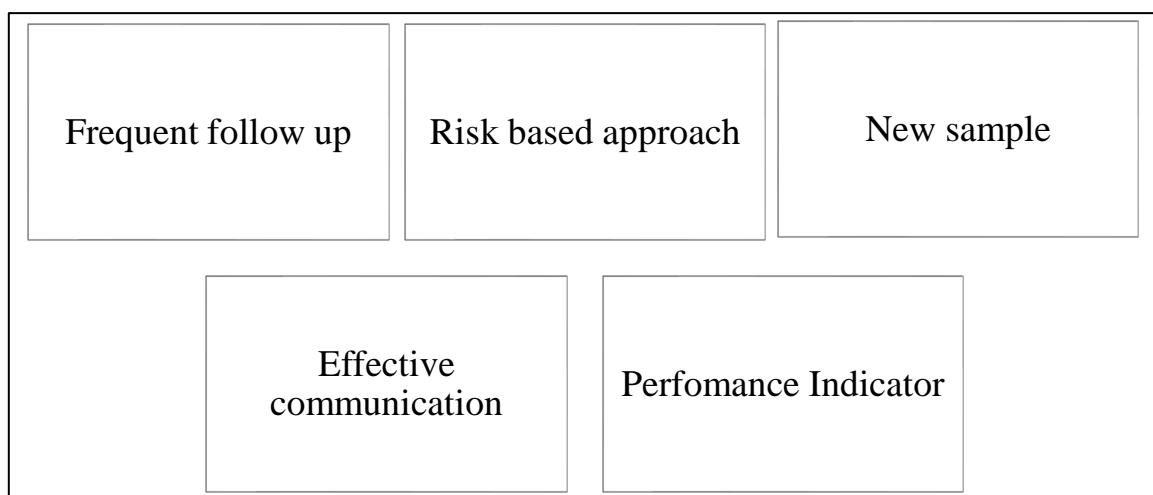 Frequent follow up
Risk based approach
New sample
Effective
communication
Perfomance Indicator